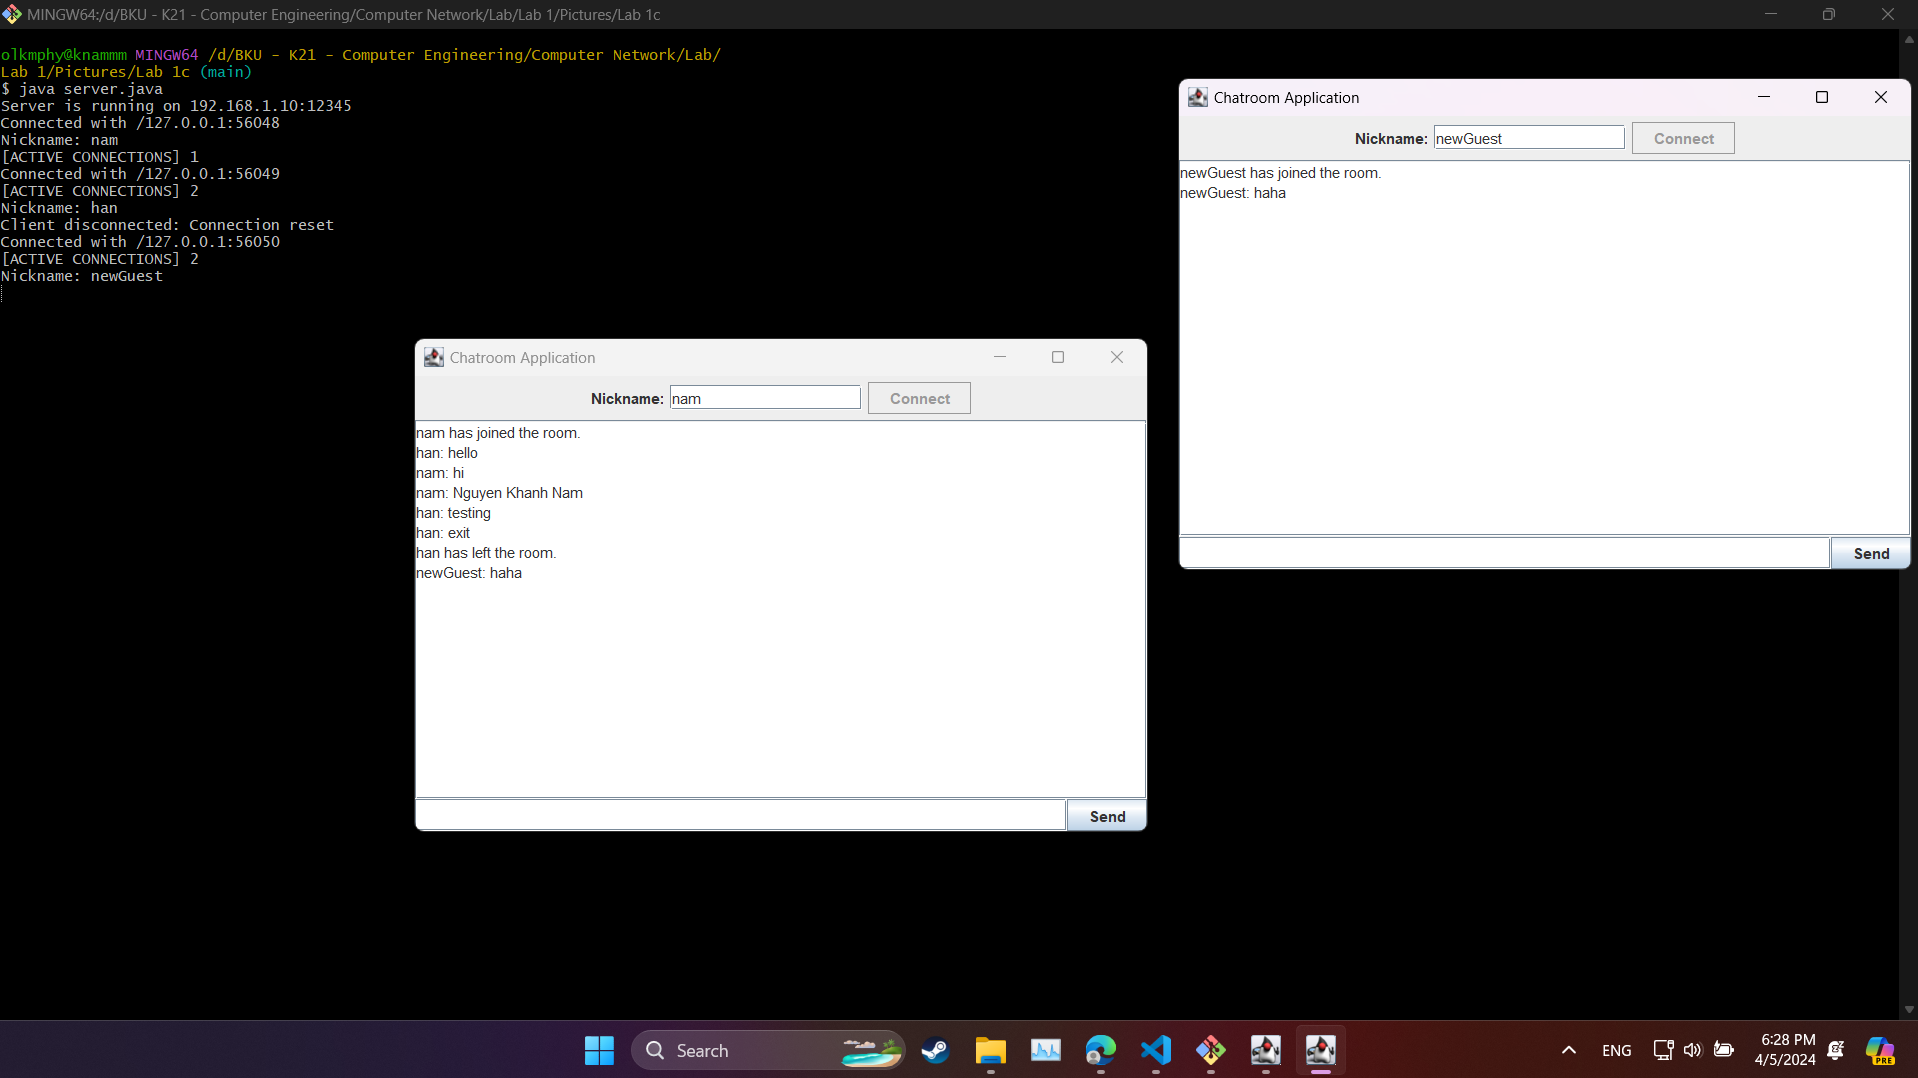 MINGW64:/d/BKU - K21 - Computer Engineering/Computer Network/Lab/Lab 1/Pictures/Lab 1c
olkmphy@knammm MINGW64 /d/BKU - K21 - Computer Engineering/Computer Network/Lab/
Lab 1/Pictures/Lab 1c (main)
$ java server.java
Server is running on 192.168.1.10:12345
Connected with /127.0.0.1:56048
Nickname: nam
[ACTIVE CONNECTIONS] 1
Connected with /127.0.0.1:56049
[ACTIVE CONNECTIONS] 2
Nickname: han
Client disconnected: Connection reset
Connected with /127.0.0.1:56050
[ACTIVE CONNECTIONS] 2
Nickname: newGuest
Chatroom Application
Nickname: newGuest Connect
newGuest has joined the room.
newGuest: haha
Send
Chatroom Application
Nickname: nam Connect
nam has joined the room.
han: hello
nam: hi
nam: Nguyen Khanh Nam
han: testing
han: exit
han has left the room.
newGuest: haha
Send
Search
ENG
6:28 PM
4/5/2024
PRE